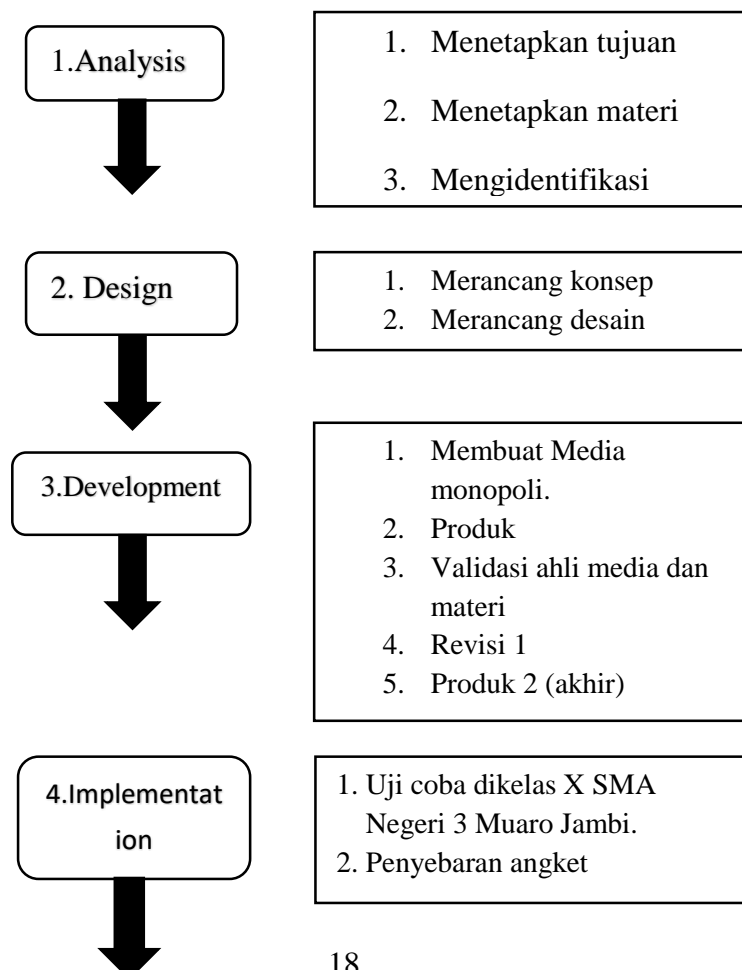 1.Analysis
1. Menetapkan tujuan
2. Menetapkan materi
3. Mengidentifikasi
2. Design
1. Merancang konsep
2. Merancang desain
3.Development
1. Membuat Media
monopoli.
2. Produk
3. Validasi ahli media dan
materi
4. Revisi 1
5. Produk 2 (akhir)
4.Implementat
ion
1. Uji coba dikelas X SMA
Negeri 3 Muaro Jambi.
2. Penyebaran angket
18